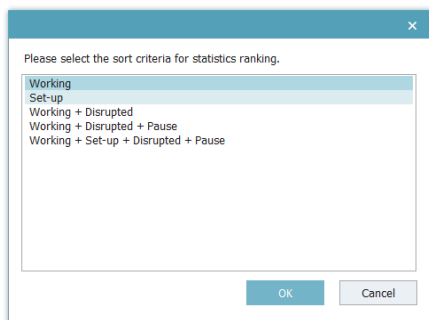 Please select the sort criteria for statistics ranking.
Working
Set-up
Working + Disrupted
Working + Disrupted + Pause
Working + Set-up + Disrupted + Pause
OK
Cancel